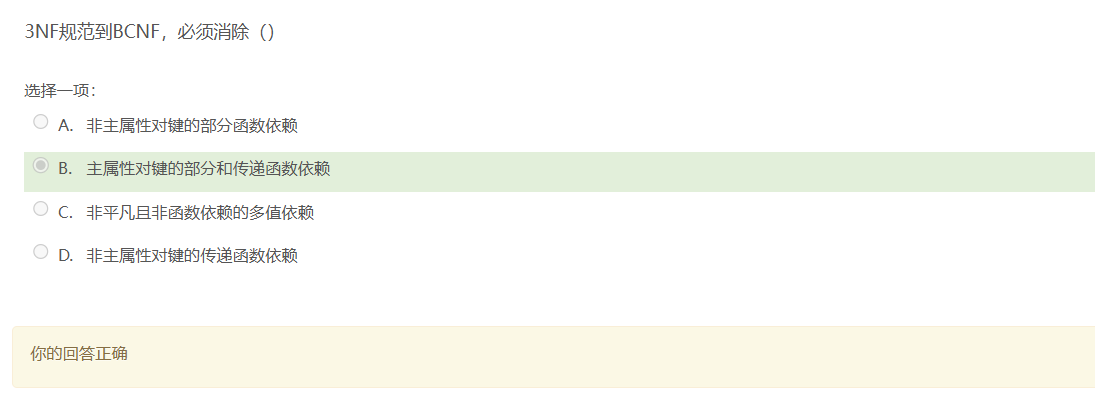 3NF规范到BCNF，必须消除（）
选择一项：
A. 非主属性对键的部分函数依赖
B. 主属性对键的部分和传递函数依赖
C. 非平凡且非函数依赖的多值依赖
D. 非主属性对键的传递函数依赖
你的回答正确